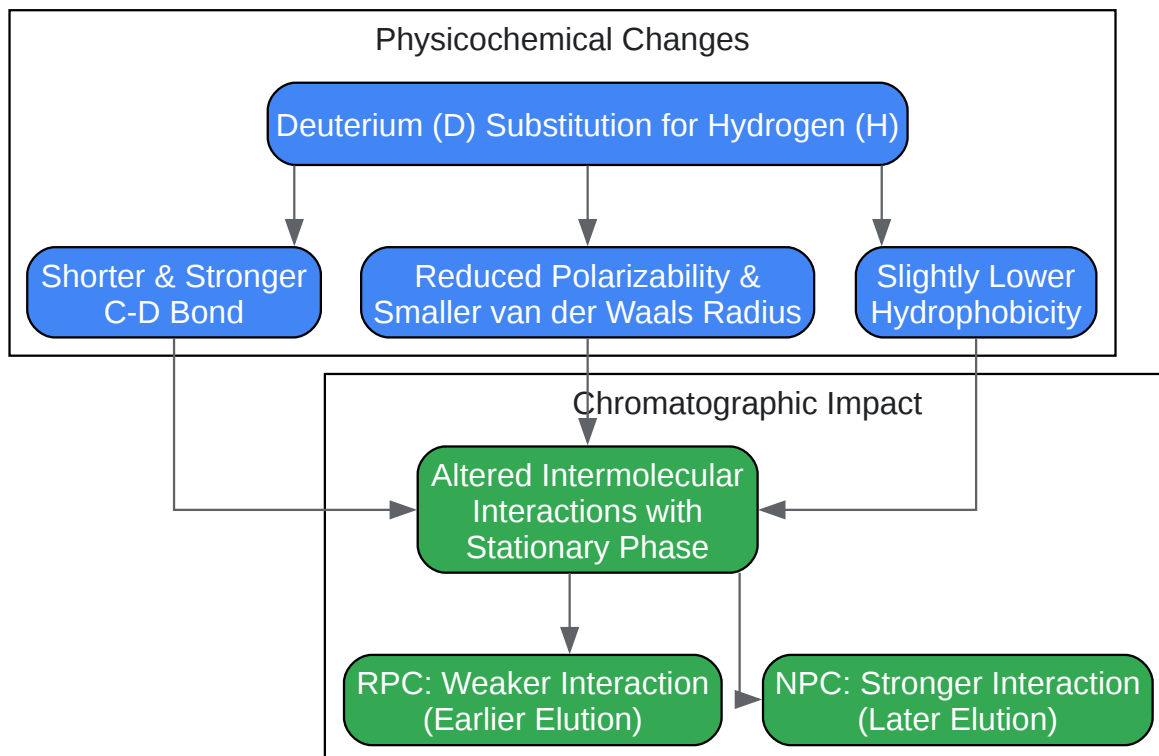 Physicochemical Changes
Deuterium (D) Substitution for Hydrogen (H)
Shorter & Stronger
C-D Bond
Reduced Polarizability &
Smaller van der Waals Radius
Slightly Lower
Hydrophobicity
Chromatographic Impact
Altered Intermolecular
Interactions with
Stationary Phase
RPC: Weaker Interaction
(Earlier Elution)
NPC: Stronger Interaction
(Later Elution)